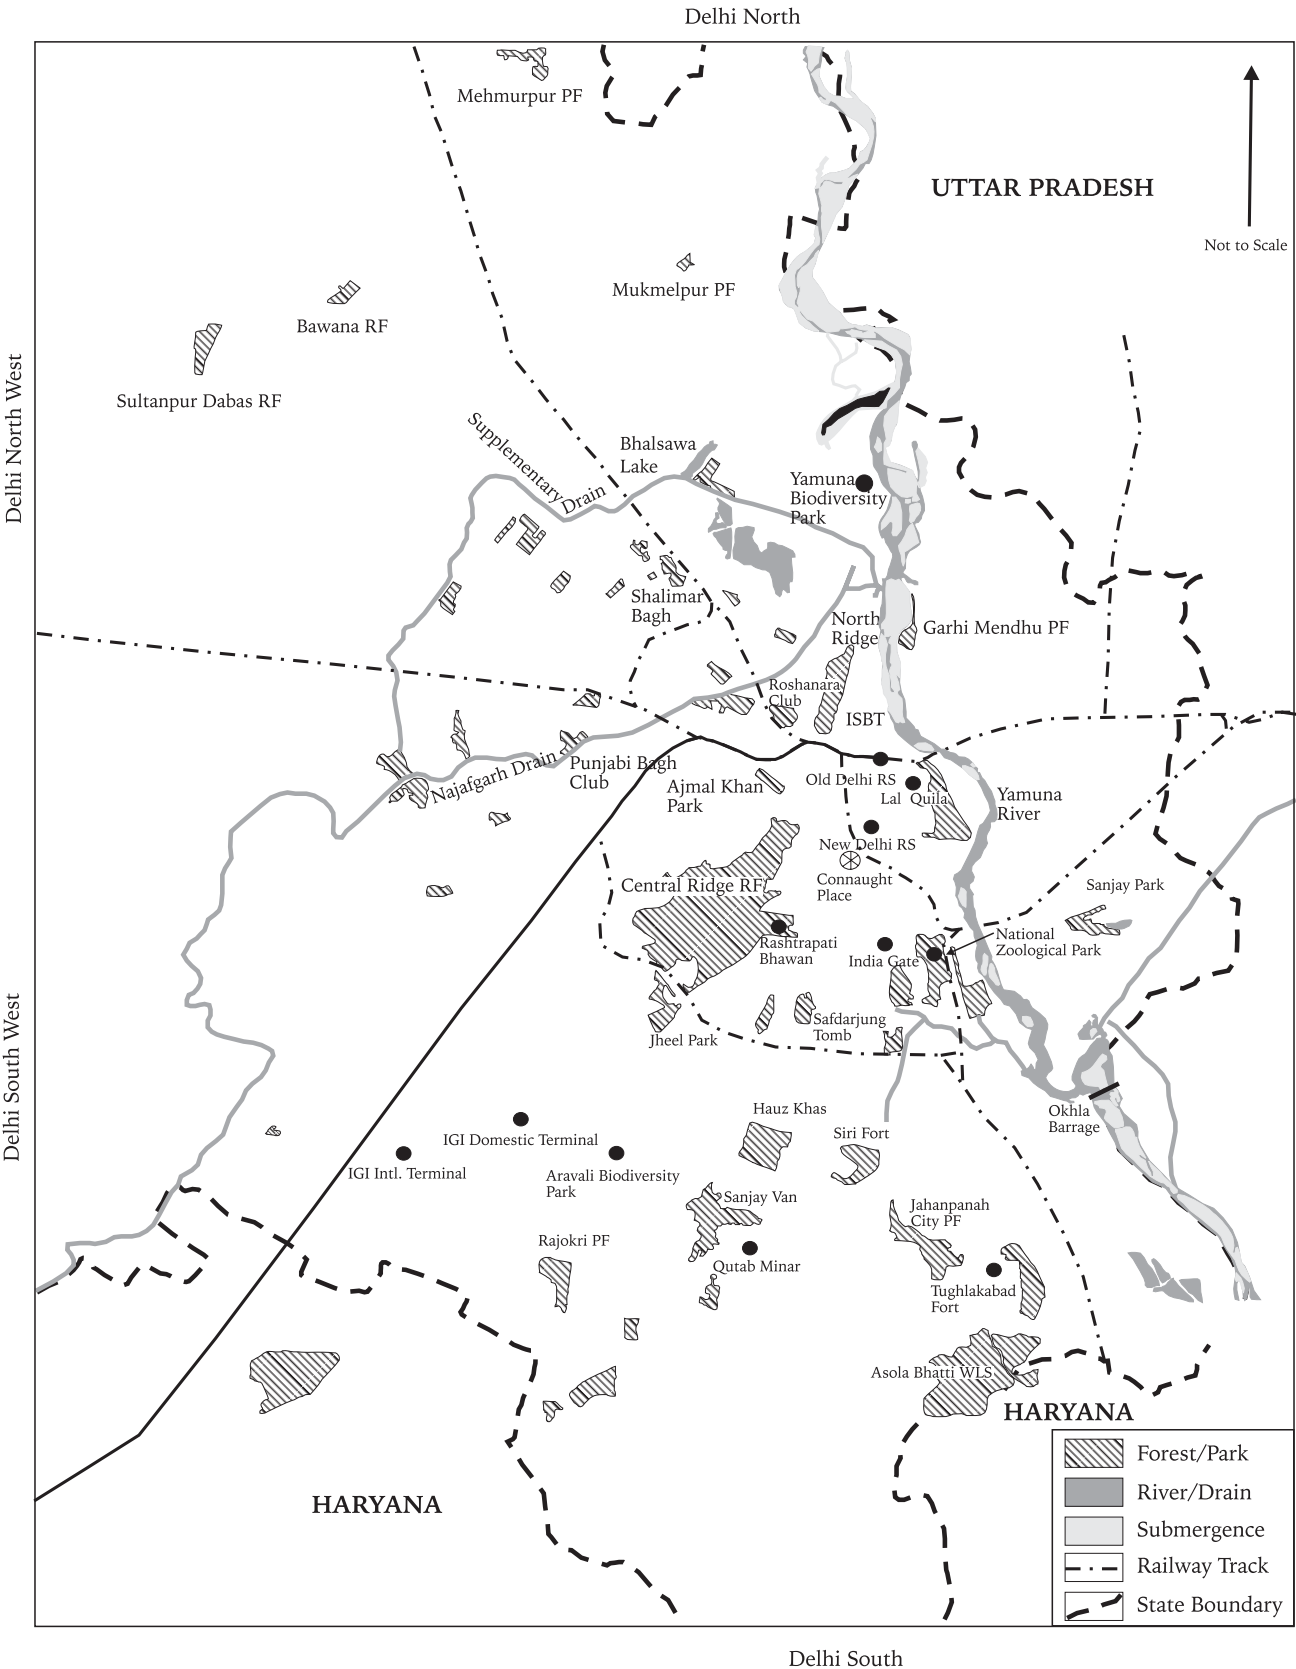 Delhi North
Mehmurpur PF
UTTAR PRADESH
Not to Scale
Mukmelpur PF
Bawana RF
Delhi North West
Sultanpur Dabas RF
Supplementary Drain
Bhalsawa
Lake
Yamuna
Biodiversity
Park
Shalimar
Bagh
North
Ridge
Garhi Mendhu PF
Roshanara
Club
ISBT
Najafgarh Drain
Punjabi Bagh
Club
Ajmal Khan
Park
Old Delhi RS
Lal Quila
Yamuna
River
New Delhi RS
Connaught
Place
Central Ridge RF
Sanjay Park
Rashtrapati
Bhawan
India Gate
National
Zoological Park
Delhi South West
Jheel Park
Safdarjung
Tomb
Hauz Khas
Siri Fort
Okhla
Barrage
IGI Domestic Terminal
IGI Intl. Terminal
Aravali Biodiversity
Park
Sanjay Van
Jahanpanah
City PF
Rajokri PF
Qutab Minar
Tughlakabad
Fort
Asola Bhatti WLS
HARYANA
HARYANA
Forest/Park
River/Drain
Submergence
Railway Track
State Boundary
Delhi South